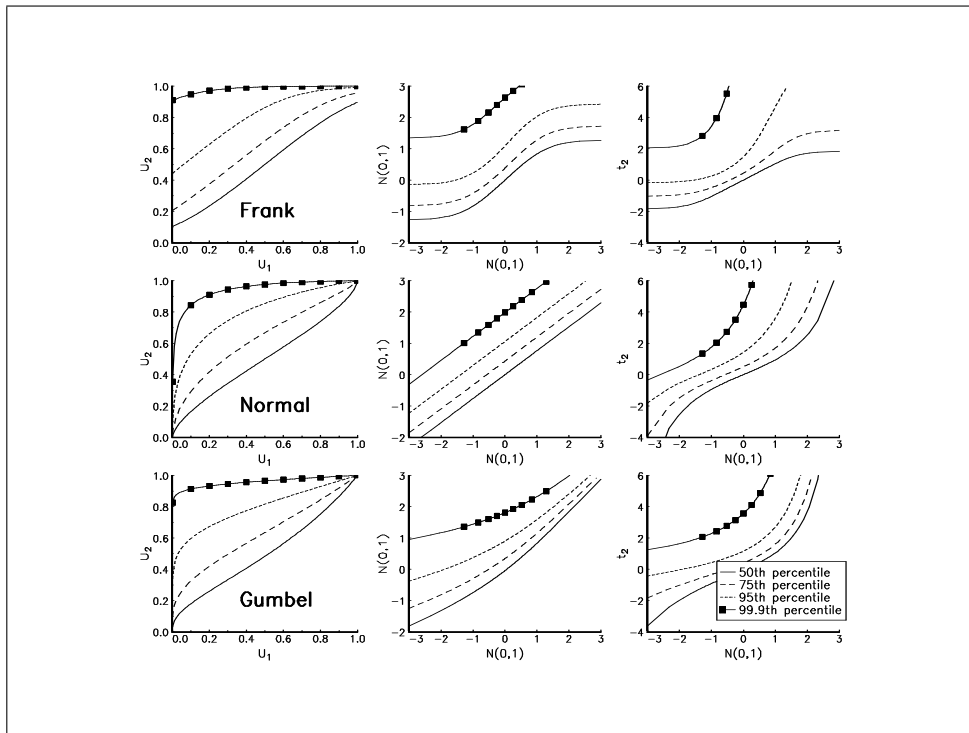 1.0
0.8
0.6
0.4
0.2
0.0
U2
0.0 0.2 0.4 0.6 0.8 1.0
U1
Frank
3
2
1
0
−1
−2
N(0,1)
−3 −2 −1 0 1 2 3
N(0,1)
6
4
2
0
−2
−4
t2
−3 −2 −1 0 1 2 3
N(0,1)
1.0
0.8
0.6
0.4
0.2
0.0
U2
0.0 0.2 0.4 0.6 0.8 1.0
U1
Normal
3
2
1
0
−1
−2
N(0,1)
−3 −2 −1 0 1 2 3
N(0,1)
6
4
2
0
−2
−4
t2
−3 −2 −1 0 1 2 3
N(0,1)
1.0
0.8
0.6
0.4
0.2
0.0
U2
0.0 0.2 0.4 0.6 0.8 1.0
U1
Gumbel
3
2
1
0
−1
−2
N(0,1)
−3 −2 −1 0 1 2 3
N(0,1)
6
4
2
0
−2
−4
t2
−3 −2 −1 0 1 2 3
N(0,1)
50th percentile
75th percentile
95th percentile
99.9th percentile